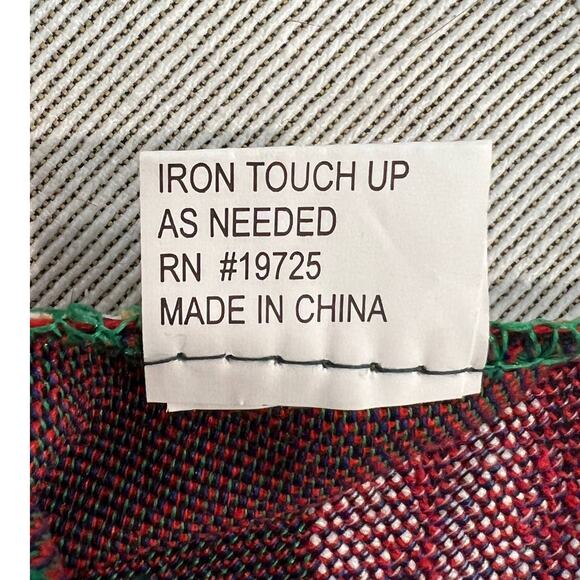 IRON TOUCH UP
AS NEEDED
RN #19725
MADE IN CHINA